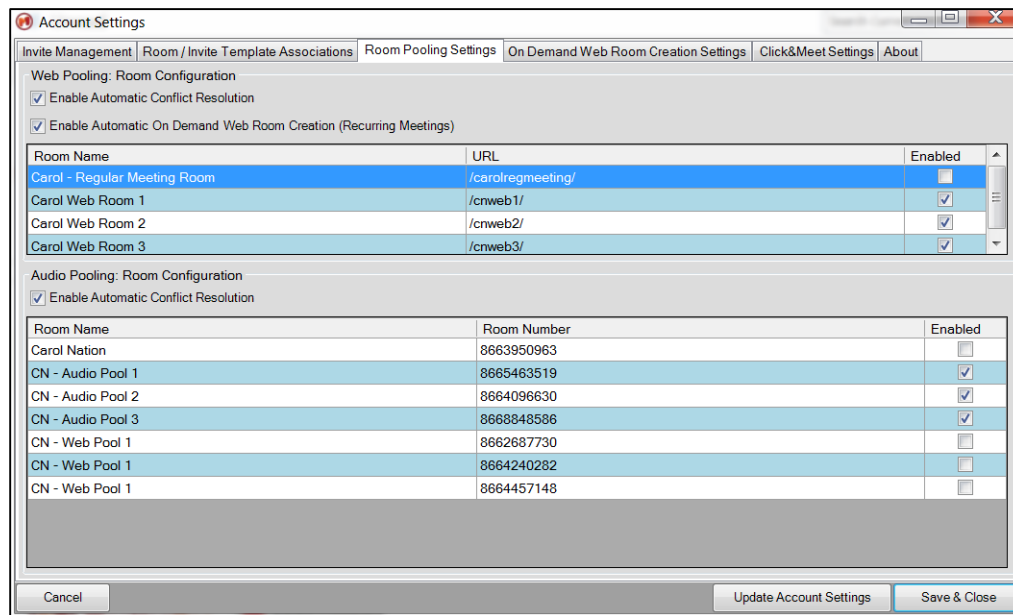 Account Settings
Invite Management Room / Invite Template Associations Room Pooling Settings On Demand Web Room Creation Settings Click&Meet Settings About
Web Pooling: Room Configuration
Enable Automatic Conflict Resolution
Enable Automatic On Demand Web Room Creation (Recurring Meetings)
Room Name URL Enabled
Carol - Regular Meeting Room /carolregmeeting/
Carol Web Room 1 /cnweb1/
Carol Web Room 2 /cnweb2/
Carol Web Room 3 /cnweb3/
Audio Pooling: Room Configuration
Enable Automatic Conflict Resolution
Room Name Room Number Enabled
Carol Nation 8663950963
CN - Audio Pool 1 8665463519
CN - Audio Pool 2 8664096630
CN - Audio Pool 3 8668848586
CN - Web Pool 1 8662687730
CN - Web Pool 1 8664240282
CN - Web Pool 1 8664457148
Cancel Update Account Settings Save & Close